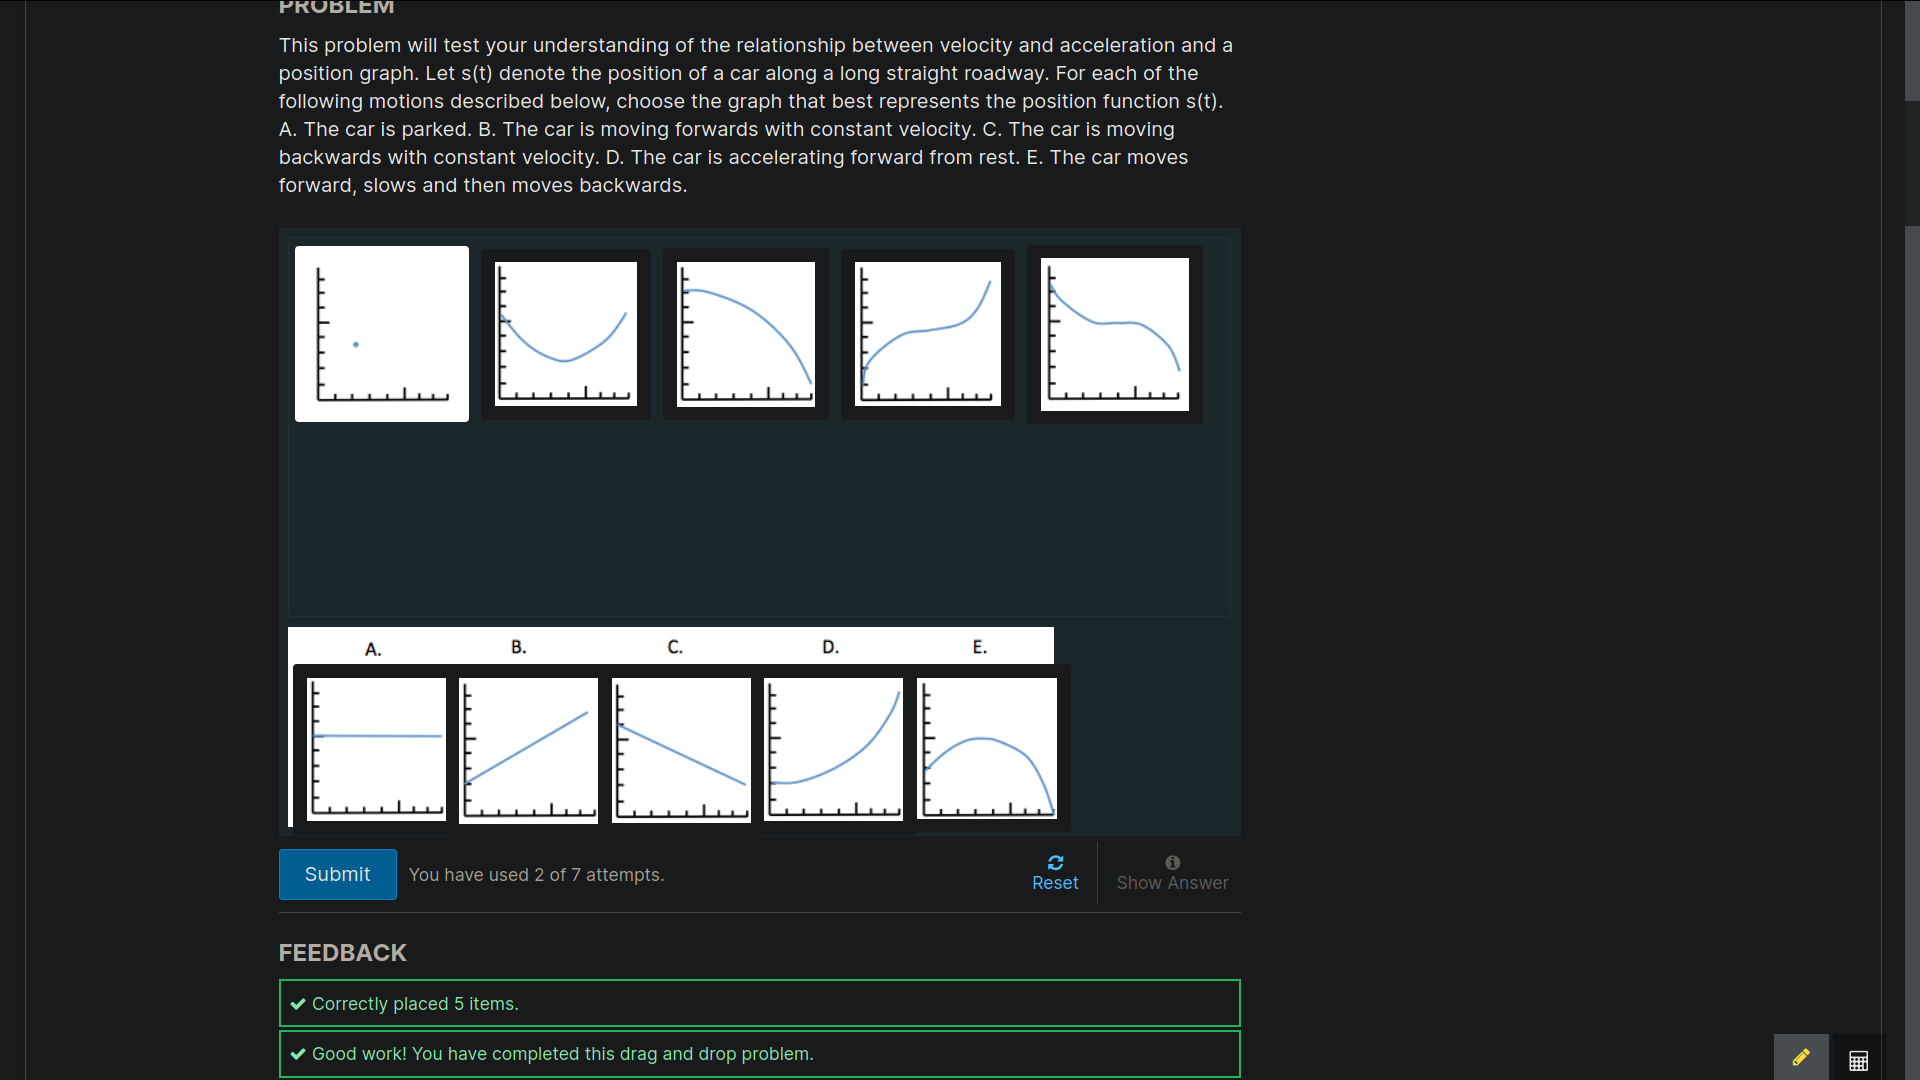 PROBLEM
This problem will test your understanding of the relationship between velocity and acceleration and a
position graph. Let s(t) denote the position of a car along a long straight roadway. For each of the
following motions described below, choose the graph that best represents the position function s(t).
A. The car is parked. B. The car is moving forwards with constant velocity. C. The car is moving
backwards with constant velocity. D. The car is accelerating forward from rest. E. The car moves
forward, slows and then moves backwards.
A. B. C. D. E.
Submit You have used 2 of 7 attempts. Reset Show Answer
FEEDBACK
Correctly placed 5 items.
Good work! You have completed this drag and drop problem.